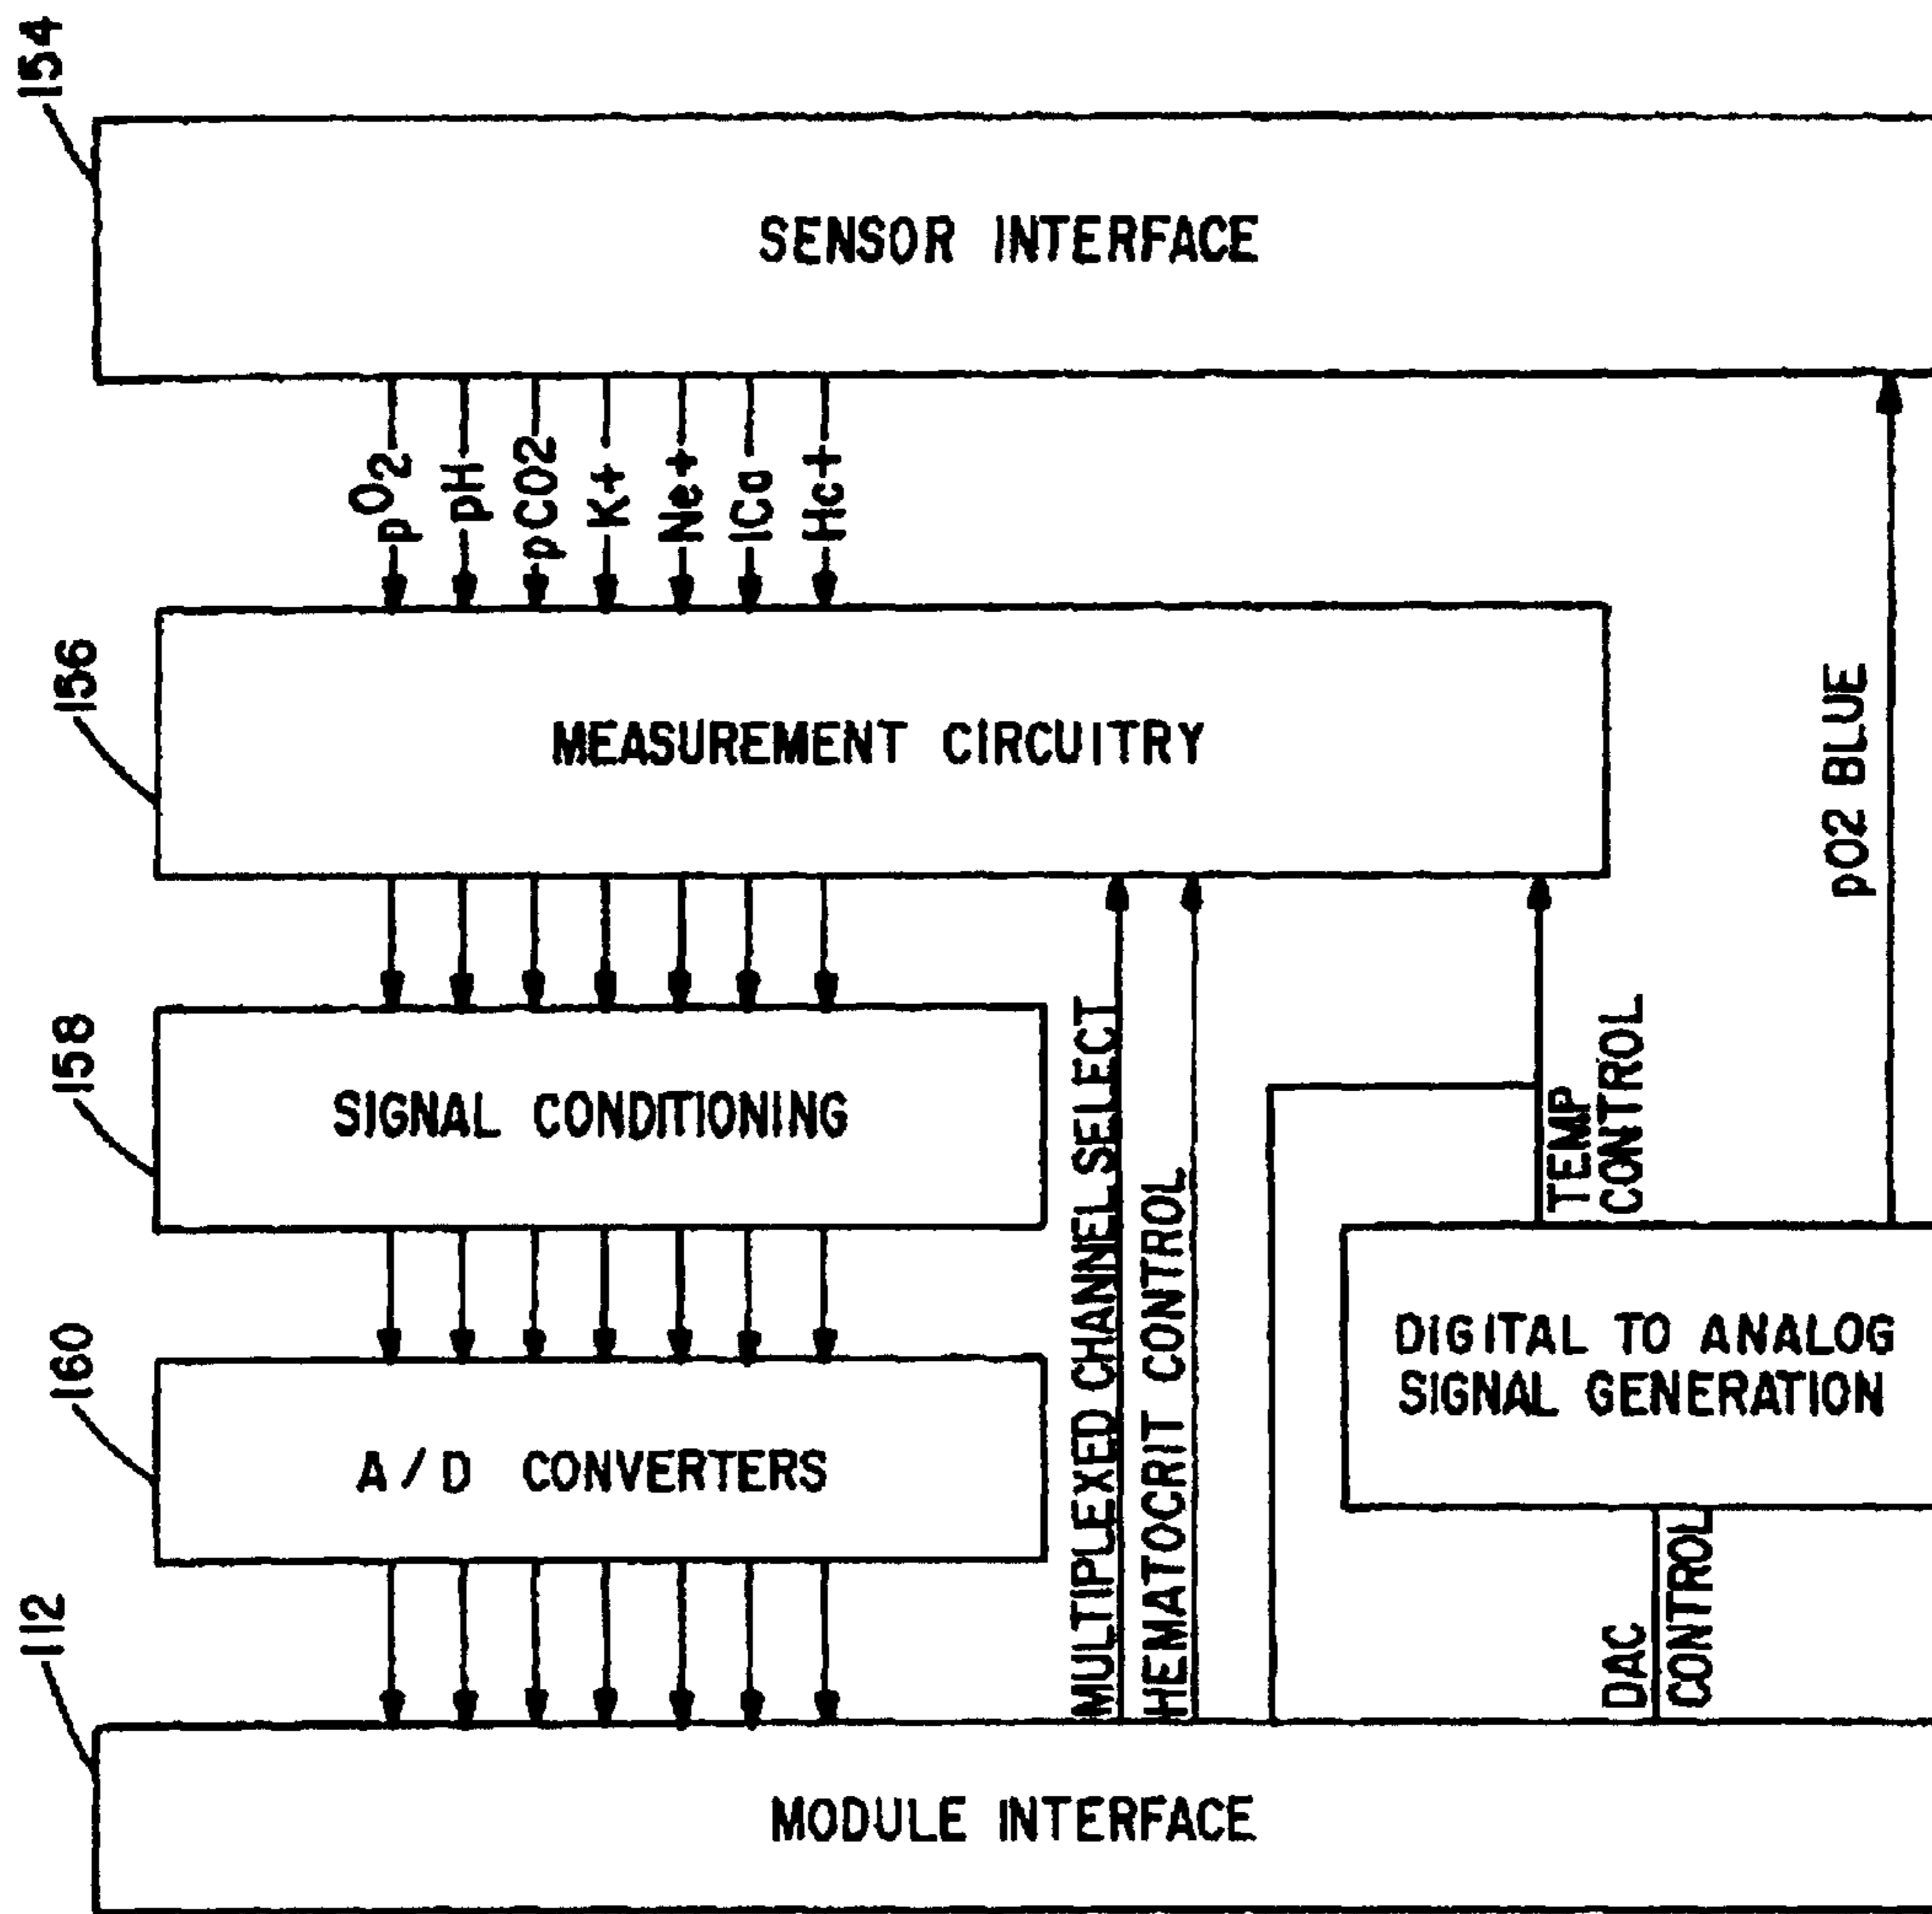 154
SENSOR INTERFACE
pO2
pH
pCO2
K+
Ne+
ICa
Hc+
156
MEASUREMENT CIRCUITRY
pO2 BLUE
158
SIGNAL CONDITIONING
MULTIPLEXED CHANNEL SELECT
HEMATOCRIT CONTROL
TEMP
CONTROL
160
A/D CONVERTERS
DIGITAL TO ANALOG
SIGNAL GENERATION
DAC
CONTROL
112
MODULE INTERFACE